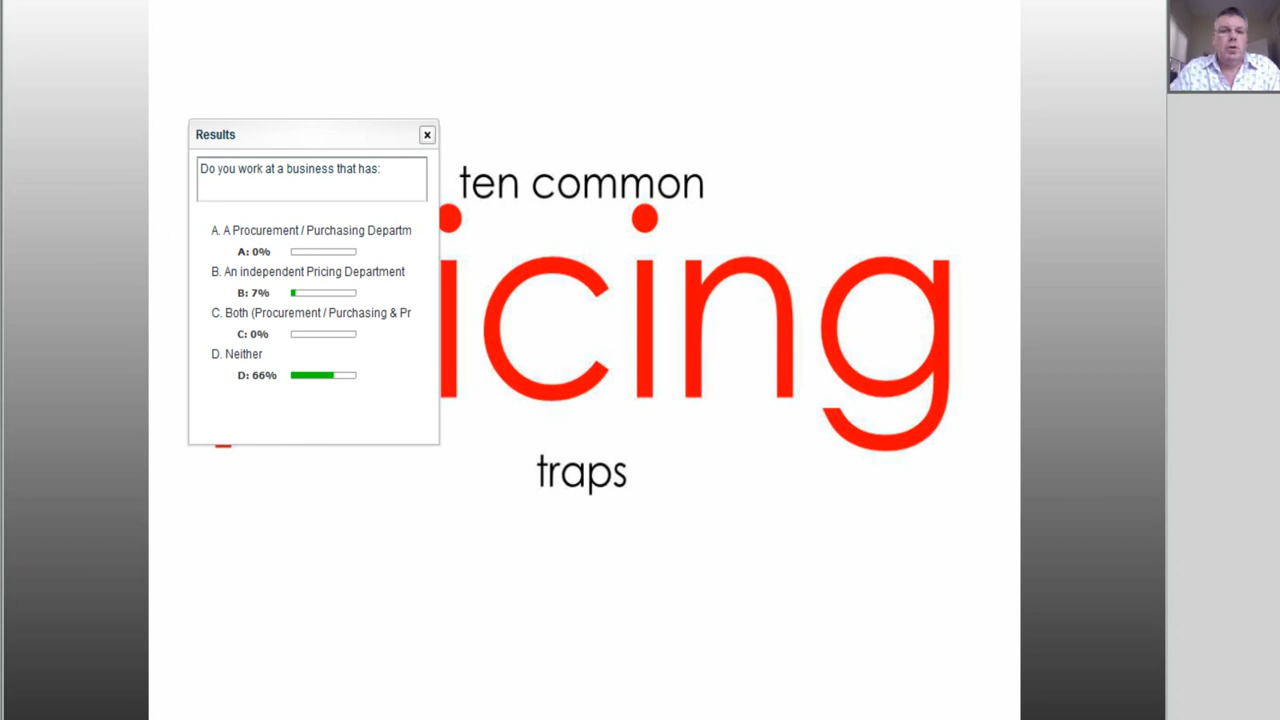 Results
x
Do you work at a business that has:
A. A Procurement / Purchasing Departm
A: 0%
B. An independent Pricing Department
B: 7%
C. Both (Procurement / Purchasing & Pr
C: 0%
D. Neither
D: 66%
ten common
icing
traps